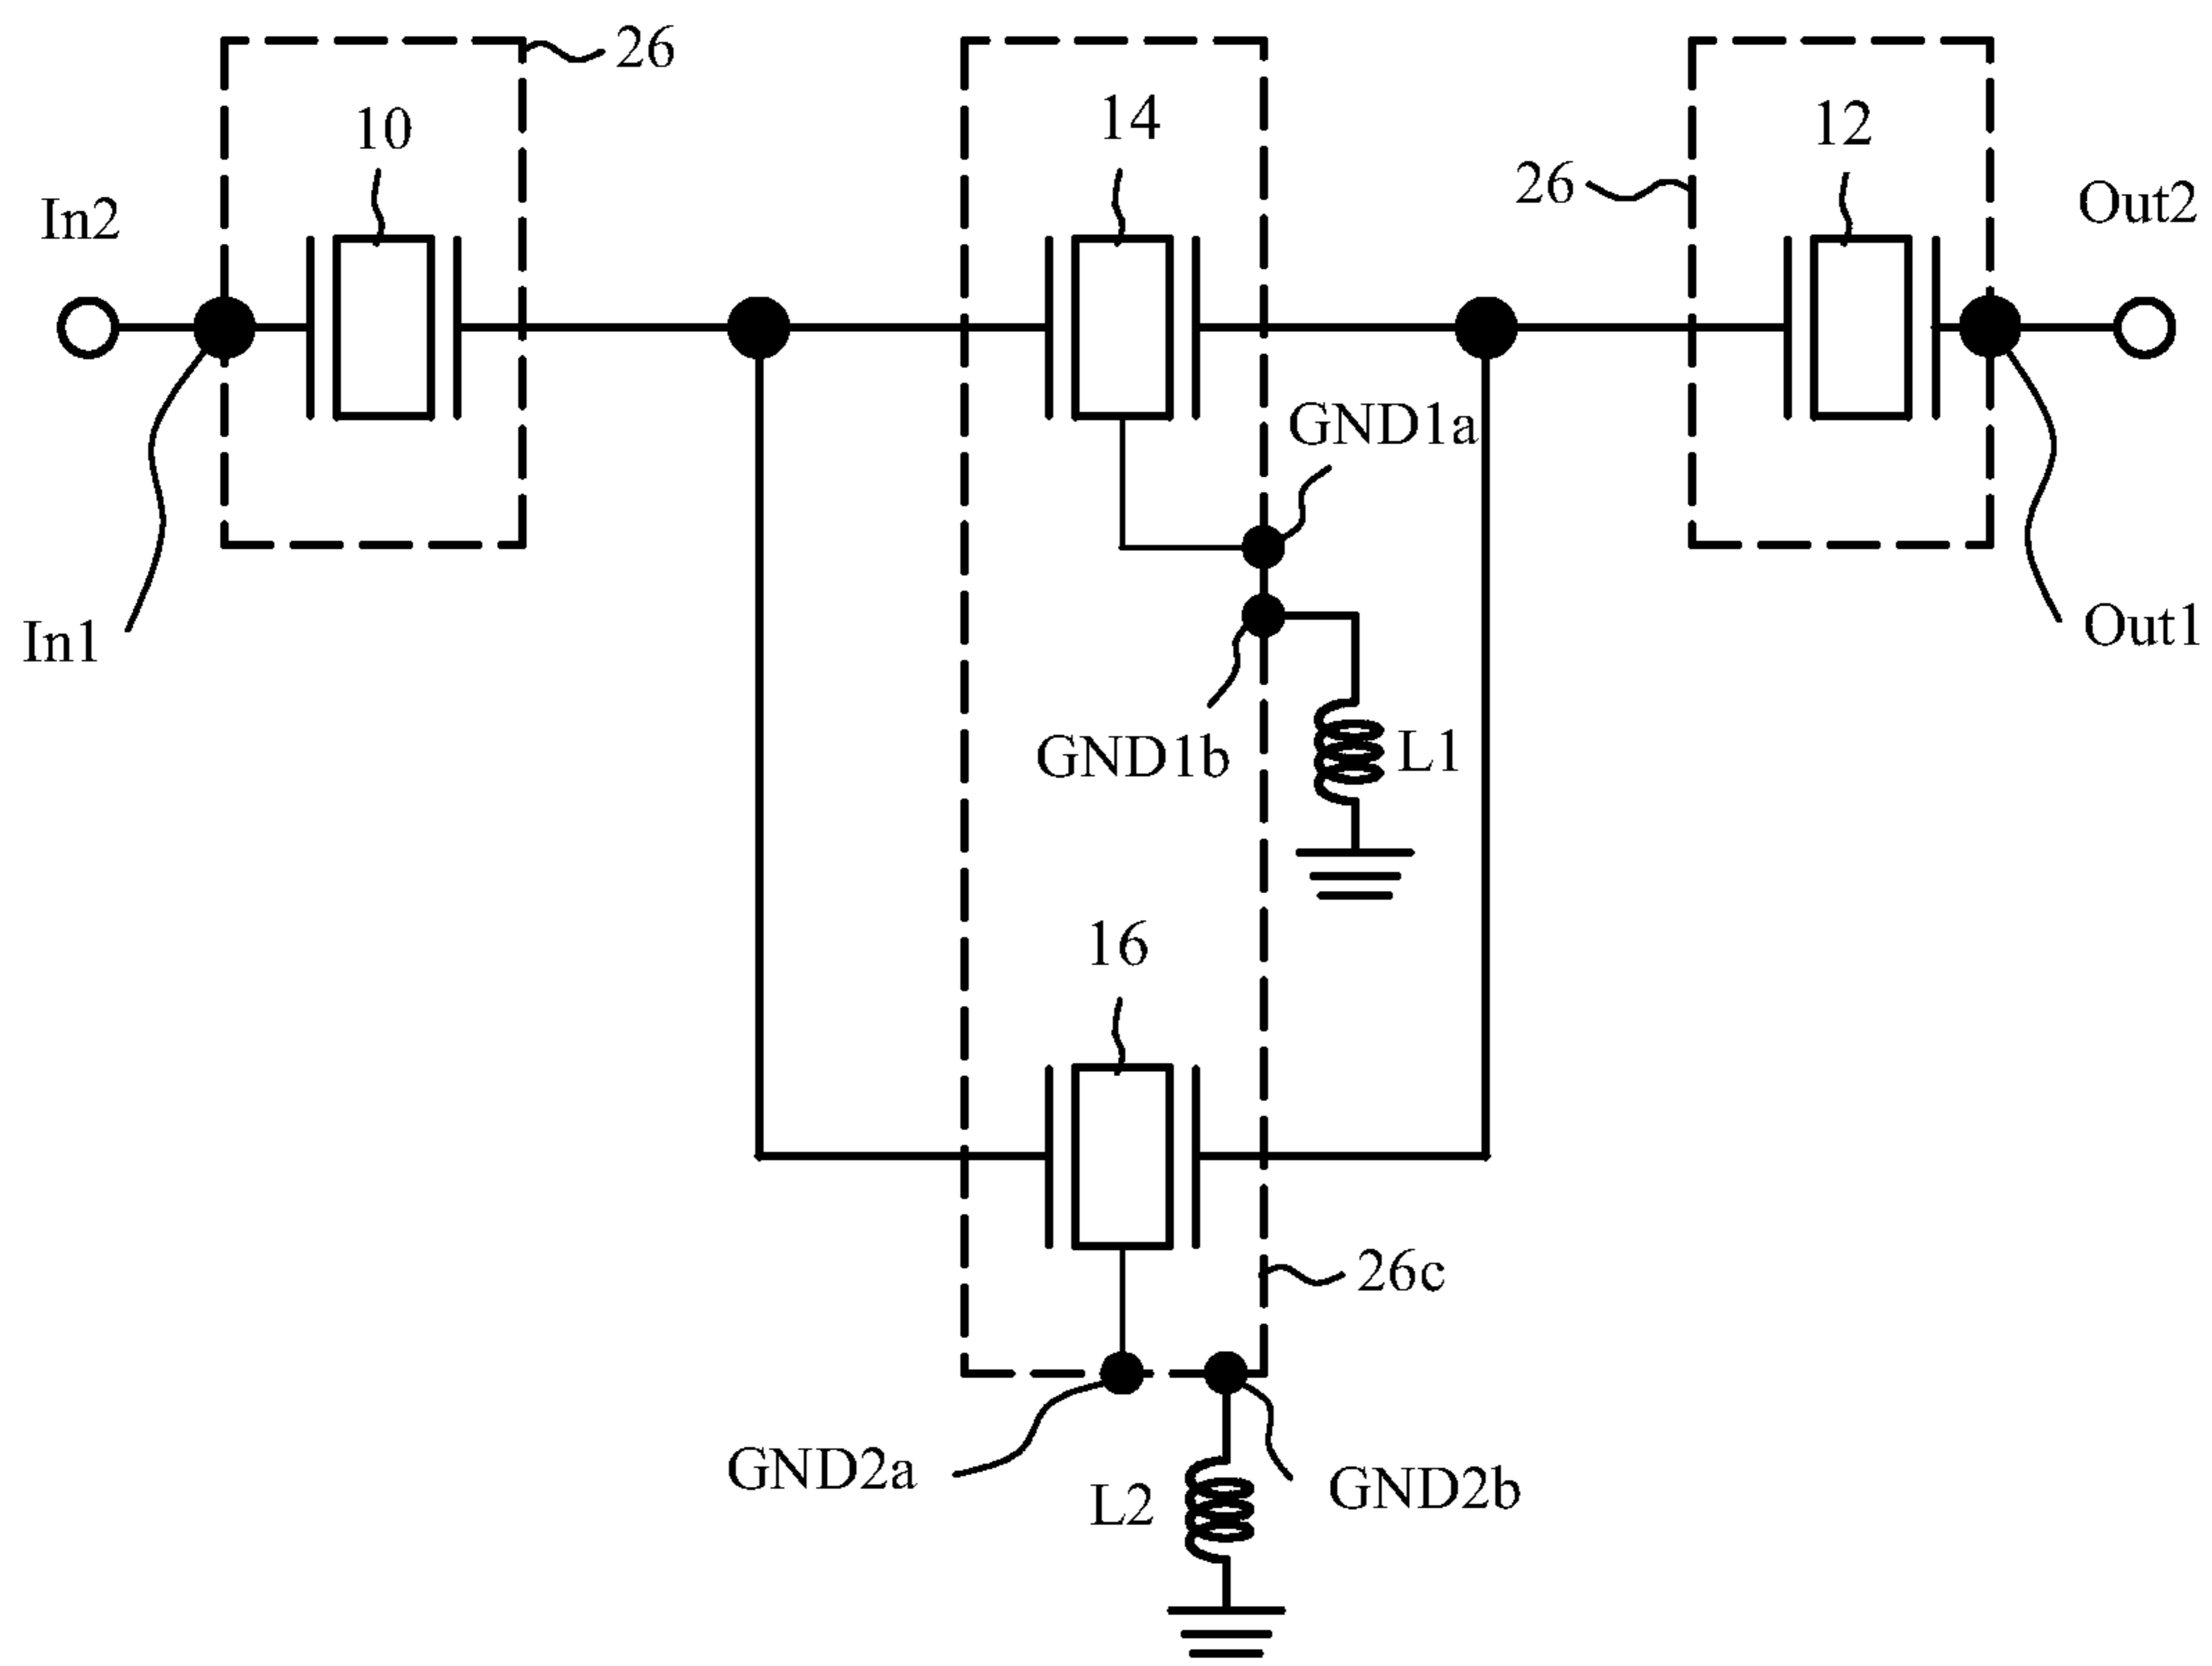 26
10
14
12
26
In2
Out2
GND1a
In1
Out1
GND1b
L1
16
26c
GND2a
L2
GND2b